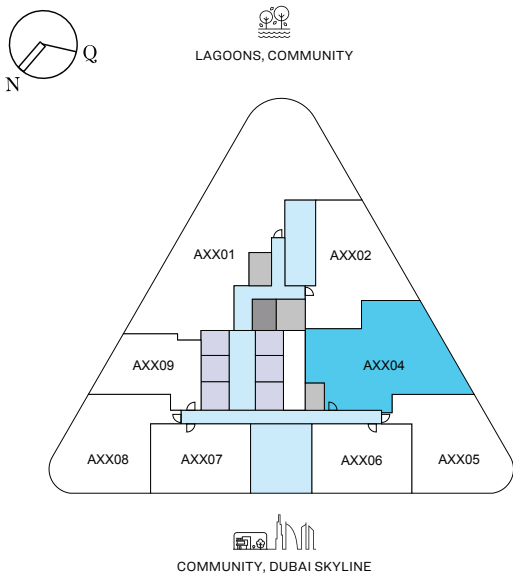 LAGOONS, COMMUNITY
Q
N
AXX01
AXX02
AXX09
AXX04
AXX08
AXX07
AXX06
AXX05
COMMUNITY, DUBAI SKYLINE